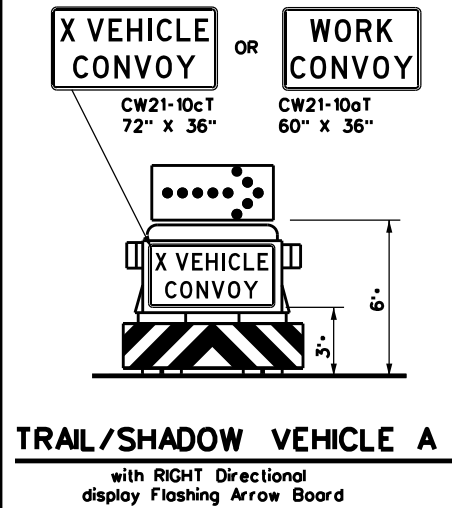 X VEHICLE
CONVOY
OR
WORK
CONVOY
CW21-10cT
72" X 36"
CW21-10aT
60" X 36"
X VEHICLE
CONVOY
6'
3'
TRAIL/SHADOW VEHICLE A
with RIGHT Directional
display Flashing Arrow Board